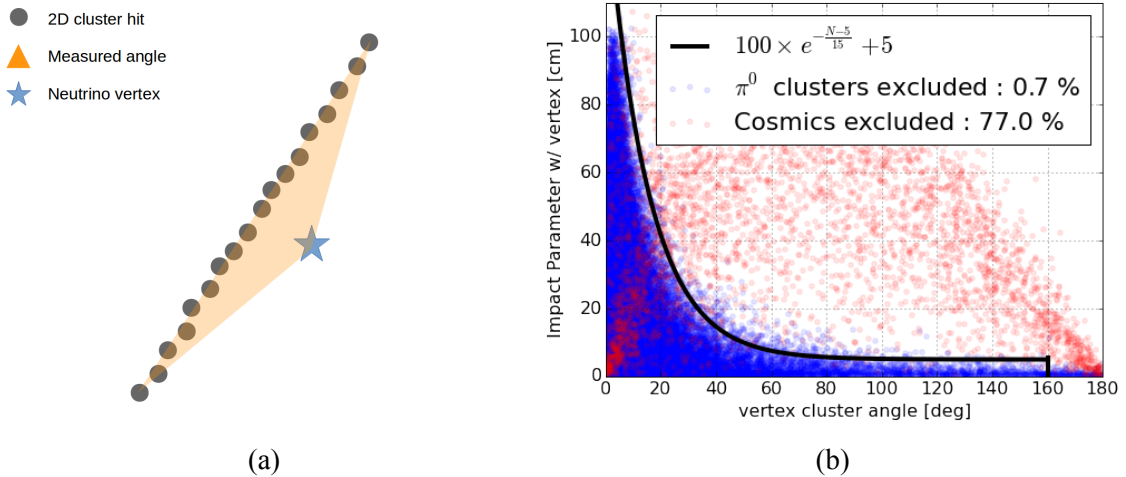 2D cluster hit
Measured angle
Neutrino vertex
(a)
Impact Parameter w/ vertex [cm]
100
80
60
40
20
0
100 × e^{-\frac{N-5}{15}} +5
π⁰ clusters excluded : 0.7 %
Cosmics excluded : 77.0 %
0 20 40 60 80 100 120 140 160 180
vertex cluster angle [deg]
(b)